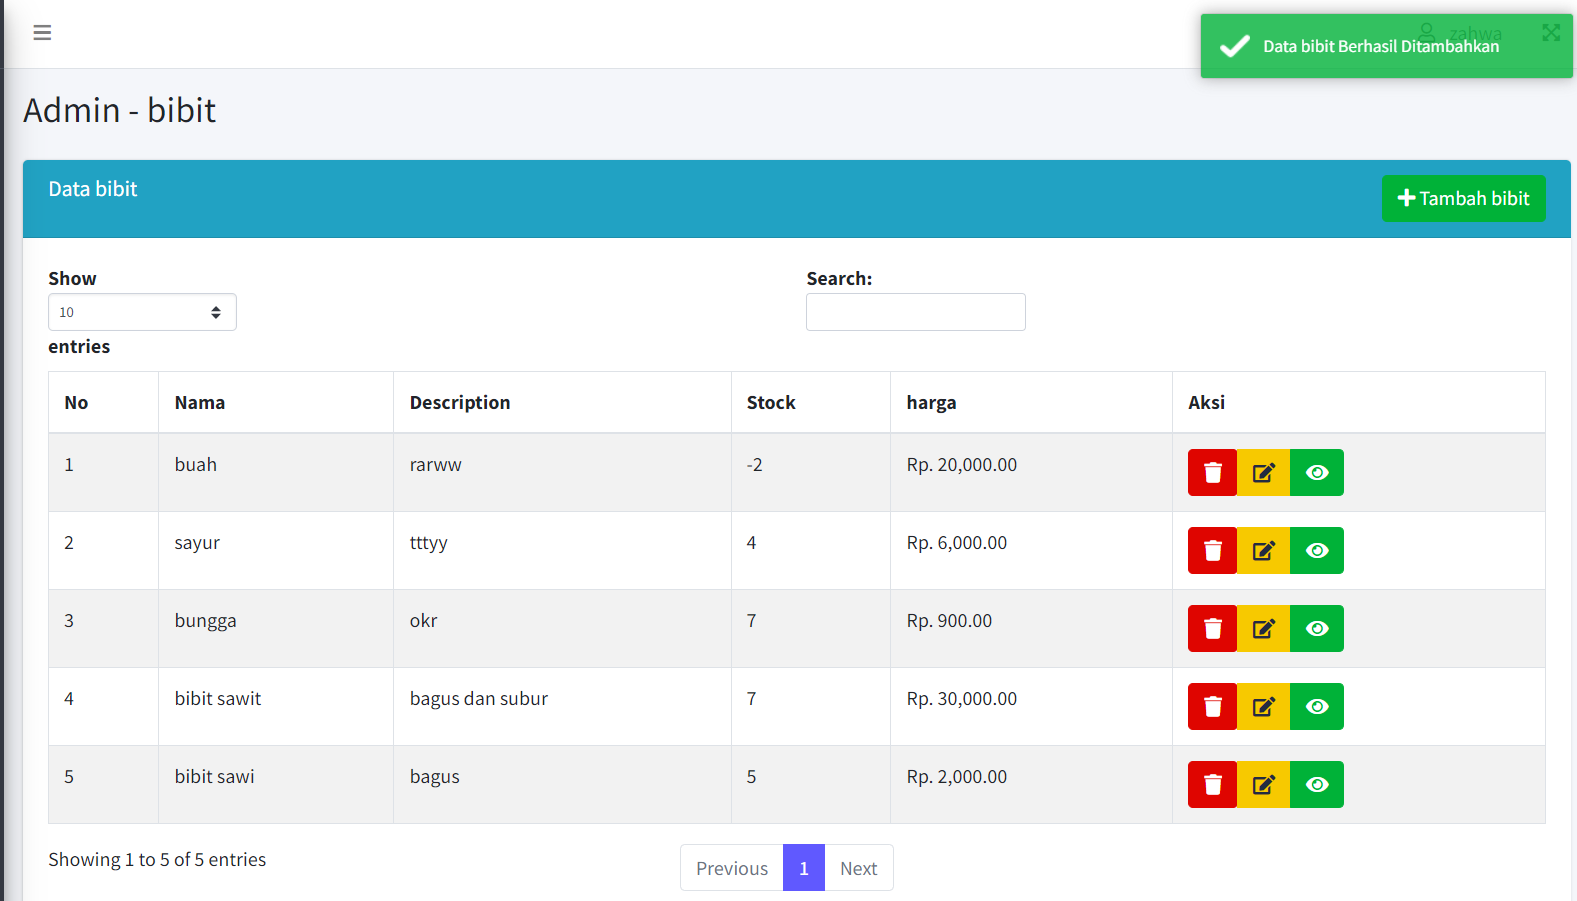 zahwa
Data bibit Berhasil Ditambahkan
Admin - bibit
Data bibit
Tambah bibit
Show
10
entries
Search:
No Nama Description Stock harga Aksi
1 buah rarww -2 Rp. 20,000.00
2 sayur tttyy 4 Rp. 6,000.00
3 bungga okr 7 Rp. 900.00
4 bibit sawit bagus dan subur 7 Rp. 30,000.00
5 bibit sawi bagus 5 Rp. 2,000.00
Showing 1 to 5 of 5 entries
Previous 1 Next